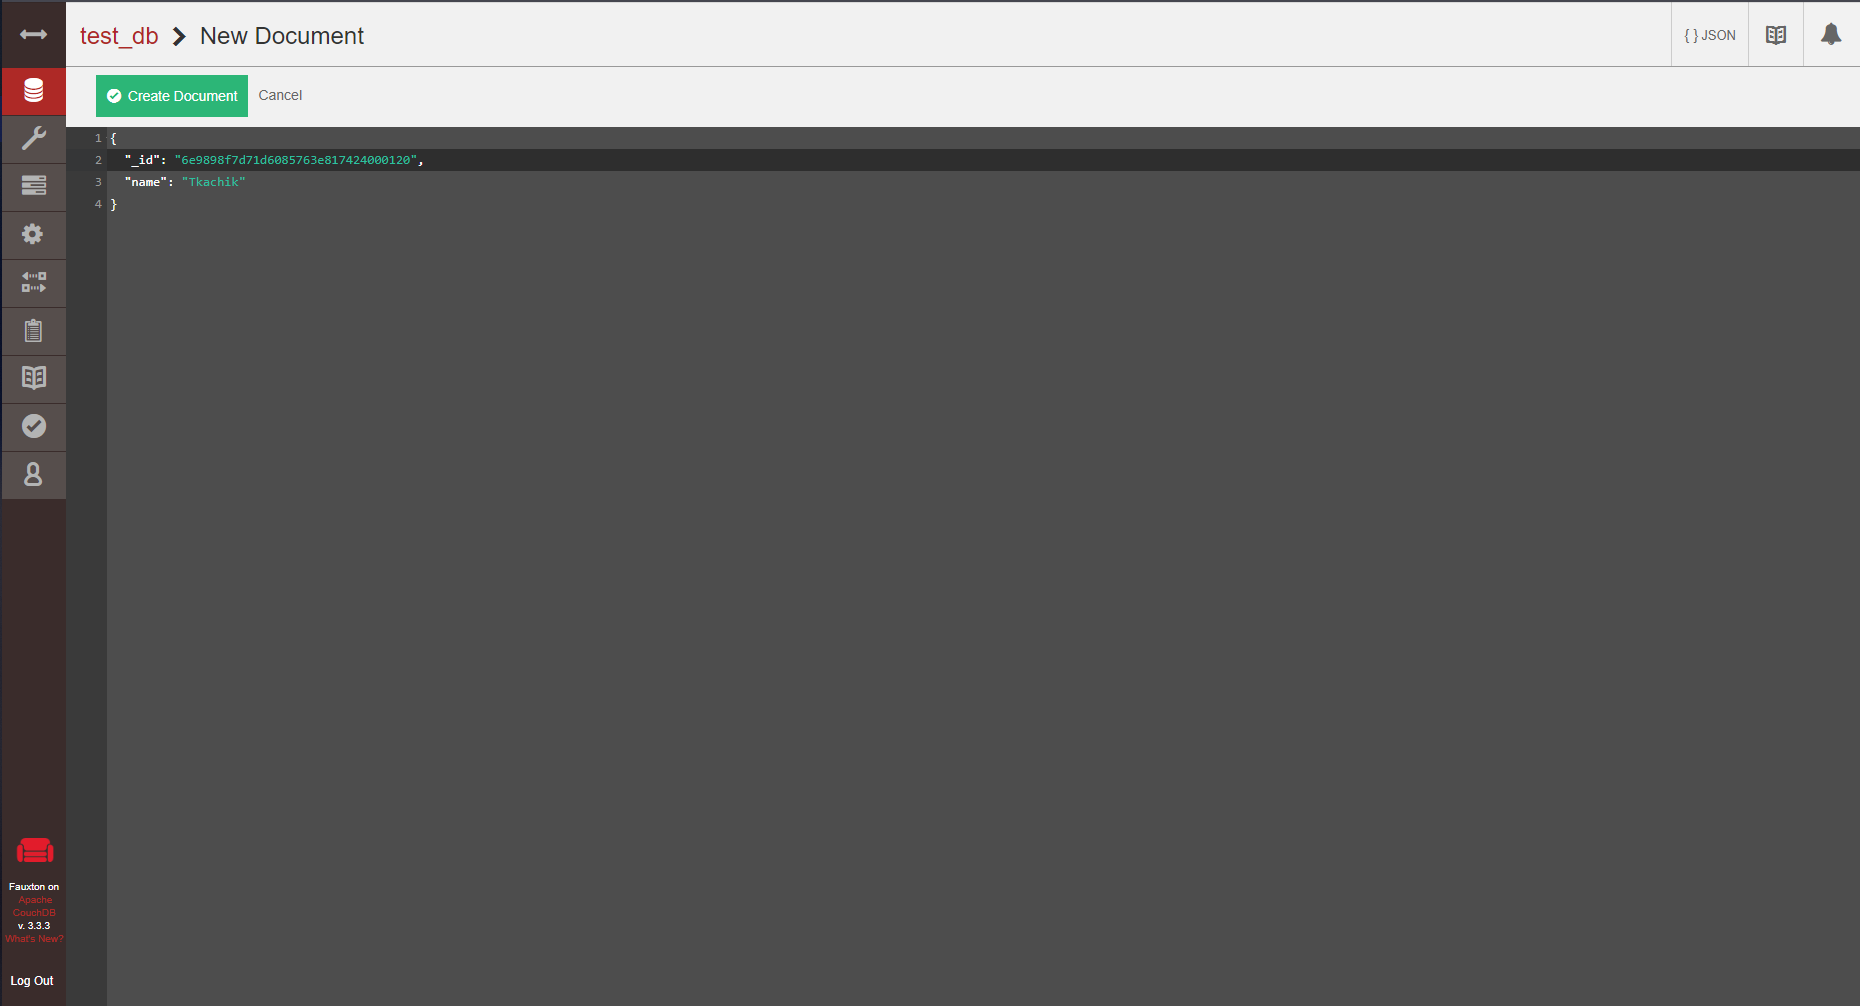 test_db > New Document
{ } JSON
Create Document
Cancel
1 {
2 "_id": "6e9898f7d71d6085763e817424000120",
3 "name": "Tkachik"
4 }
Fauxton on
Apache
CouchDB
v. 3.3.3
What's New?
Log Out